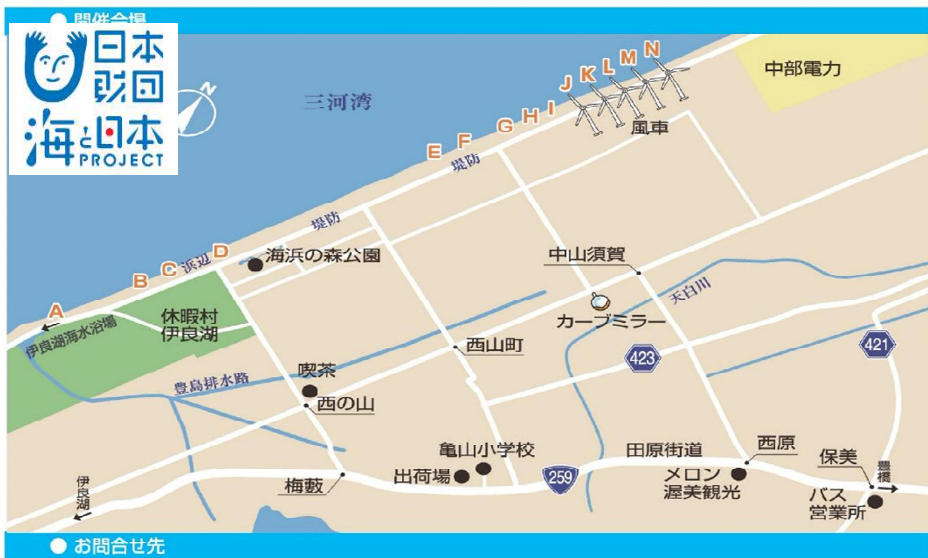 ● 開催会場
日本
財団
海と日本
PROJECT
N
三河湾
中部電力
A
B
C
D
E
F
G
H
I
J
K
L
M
N
風車
堤防
堤防
浜辺
海浜の森公園
中山須賀
天白川
カーブミラー
休暇村
伊良湖
伊良湖海水浴場
西山町
423
421
喫茶
豊島排水路
西の山
亀山小学校
出荷場
259
田原街道
西原
メロン
渥美観光
保美
豊橋
バス
営業所
梅藪
伊良湖
● お問合せ先